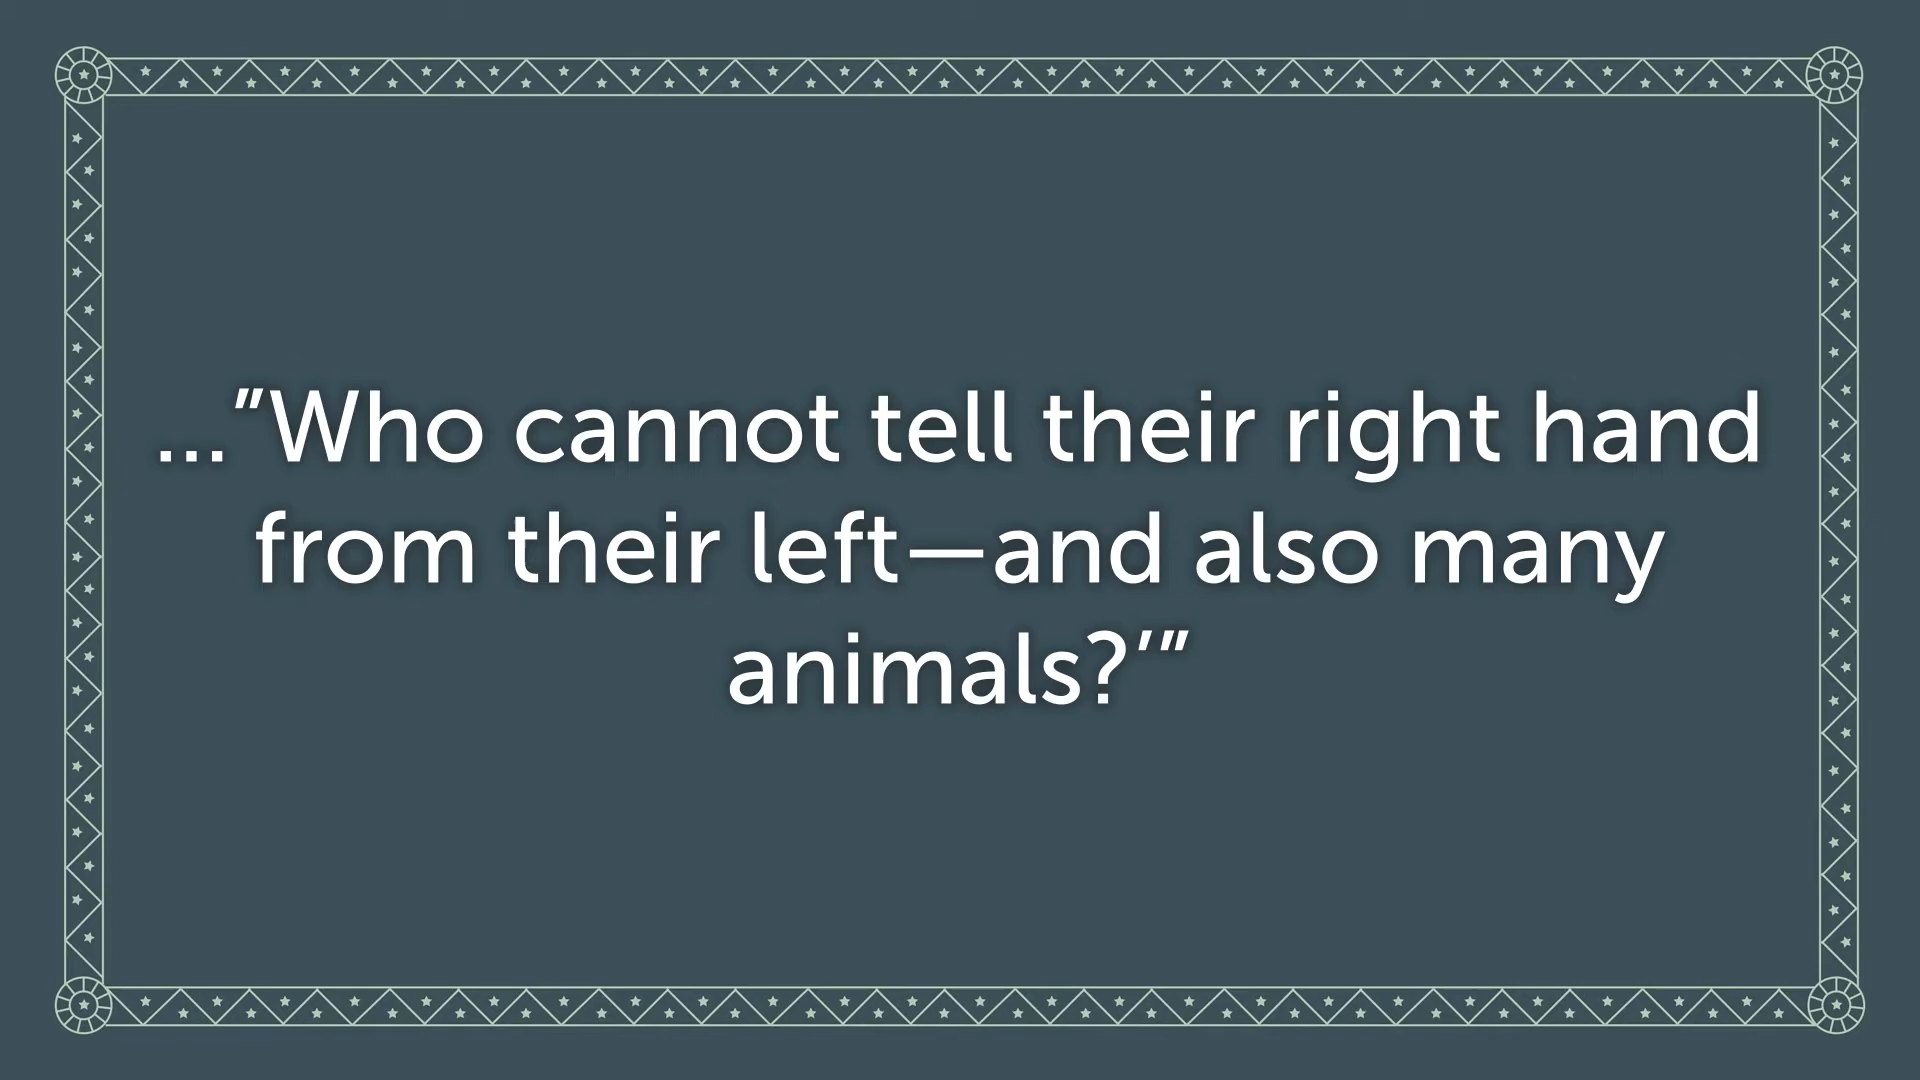 ..."Who cannot tell their right hand
from their left—and also many
animals?'"